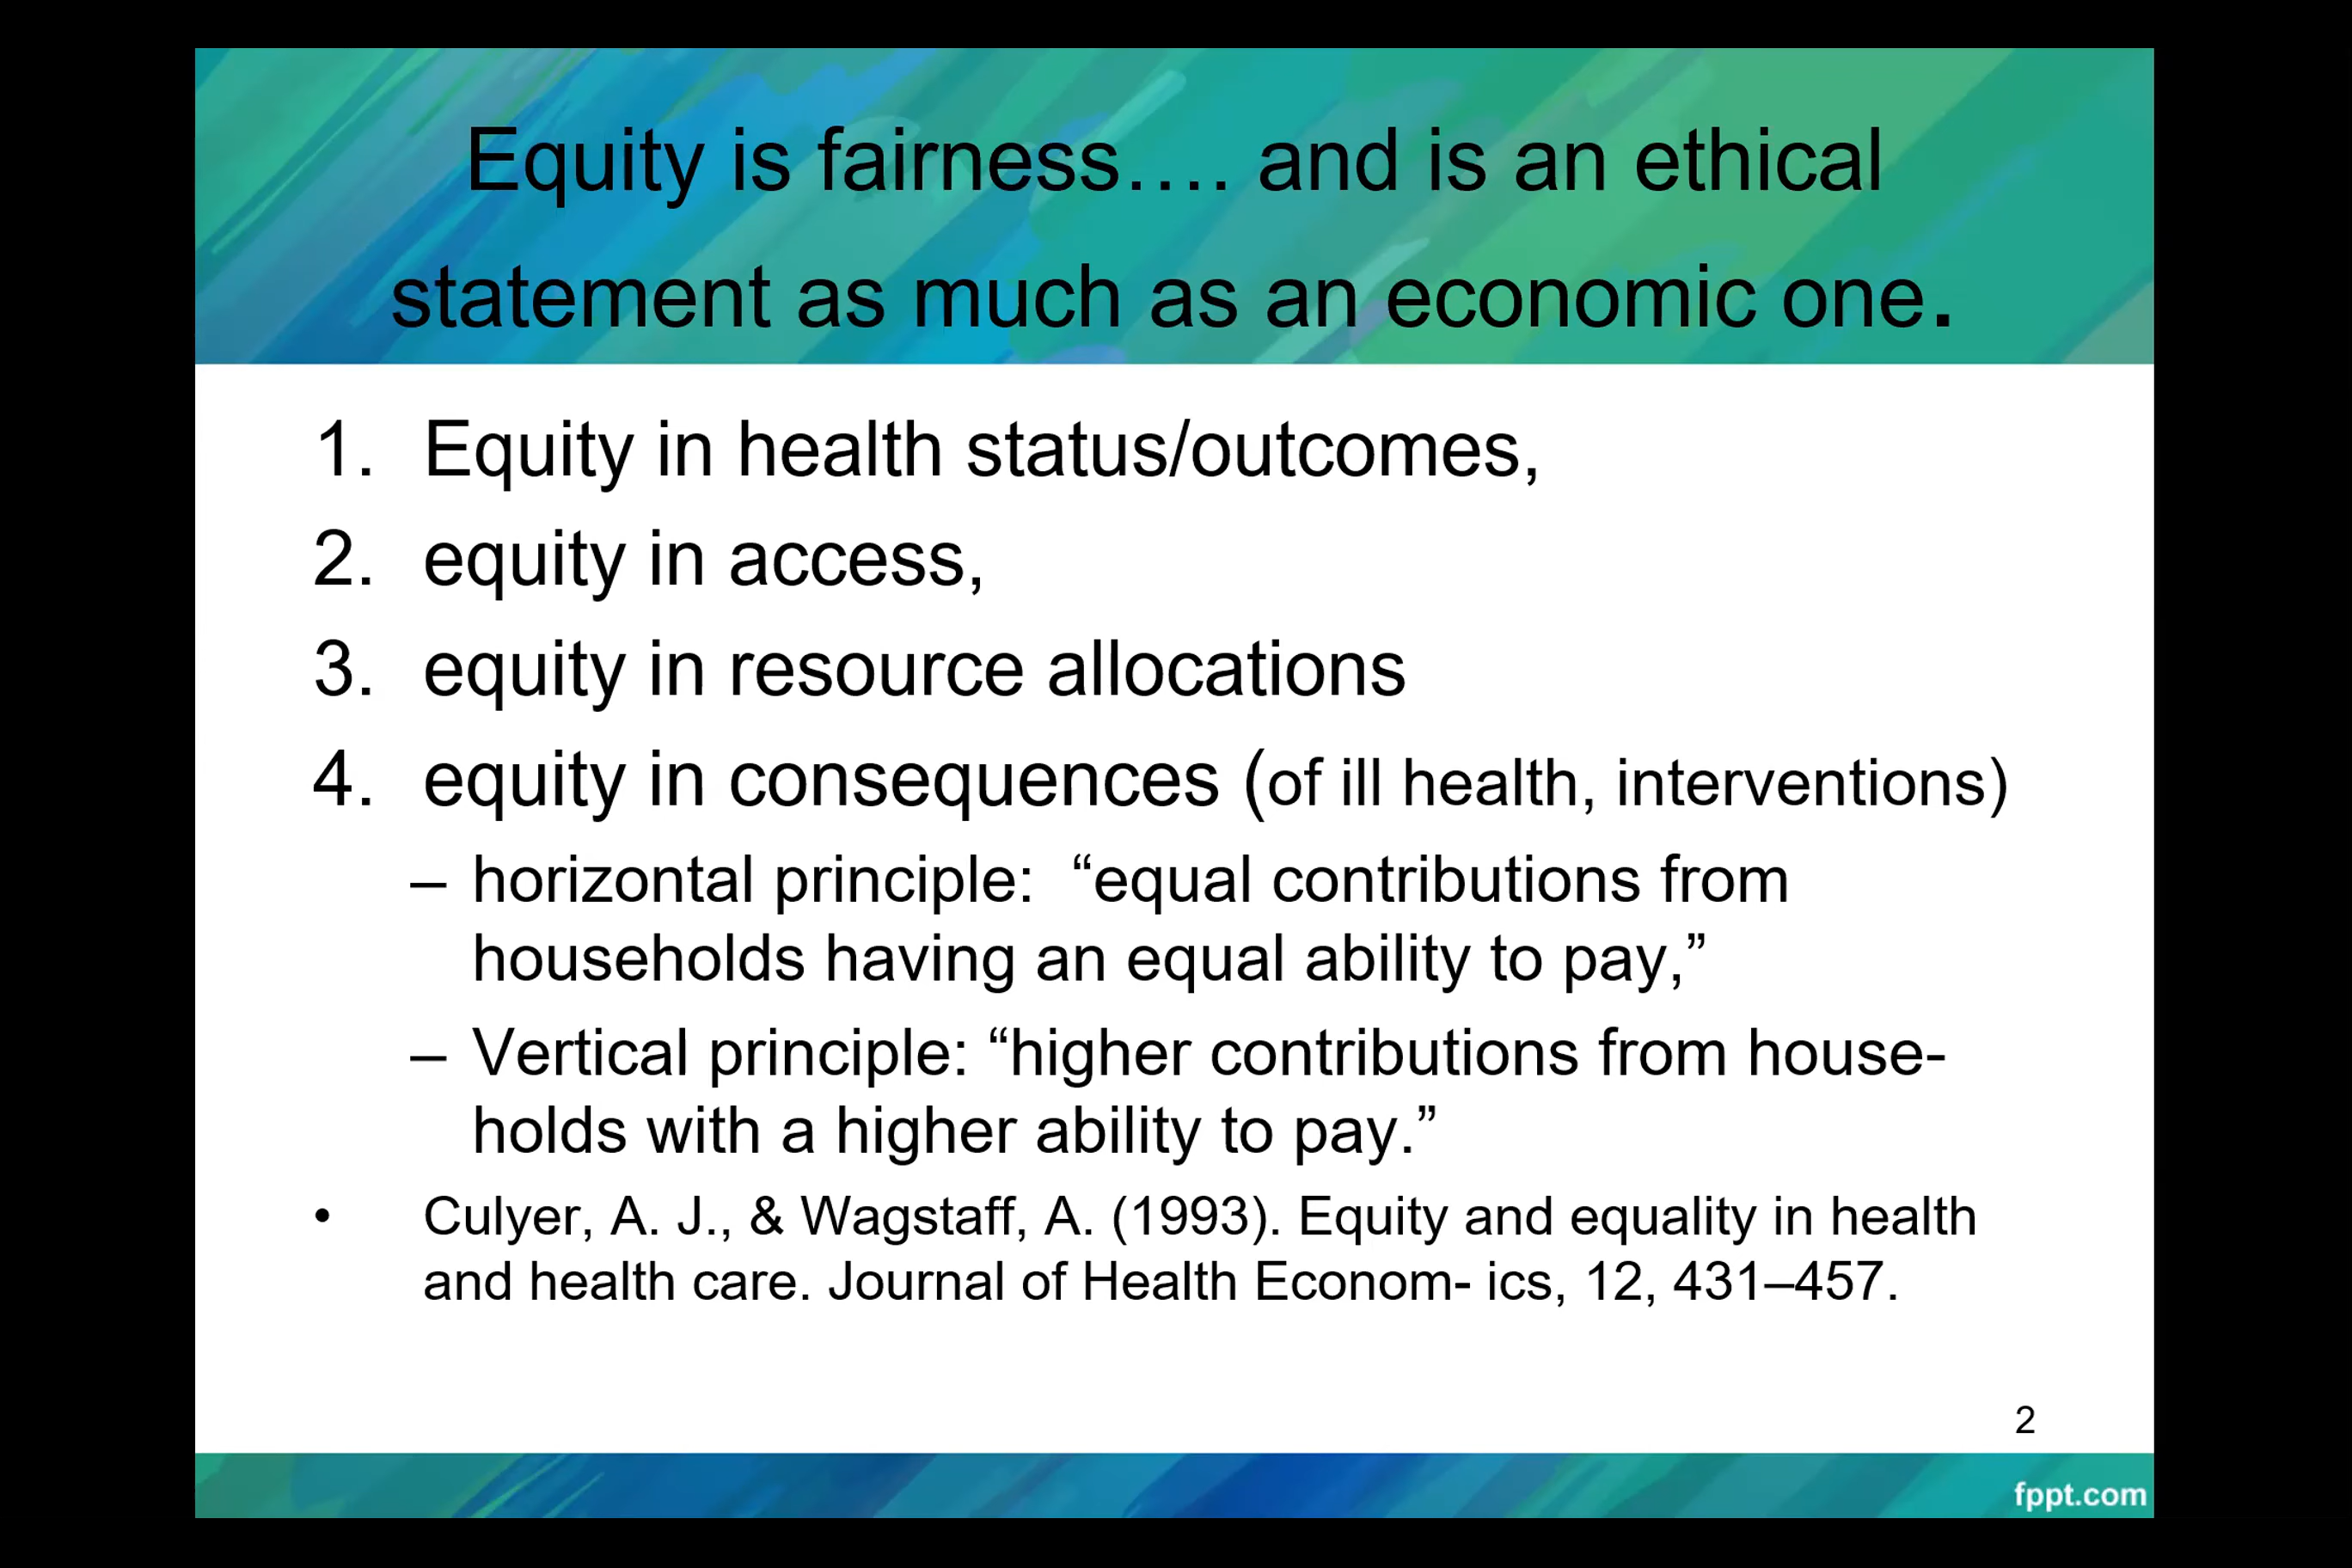 Equity is fairness…. and is an ethical
statement as much as an economic one.
1. Equity in health status/outcomes,
2. equity in access,
3. equity in resource allocations
4. equity in consequences (of ill health, interventions)
– horizontal principle:  “equal contributions from
households having an equal ability to pay,”
– Vertical principle: “higher contributions from house-
holds with a higher ability to pay.”
• Culyer, A. J., & Wagstaff, A. (1993). Equity and equality in health
and health care. Journal of Health Econom- ics, 12, 431–457.
2
fppt.com